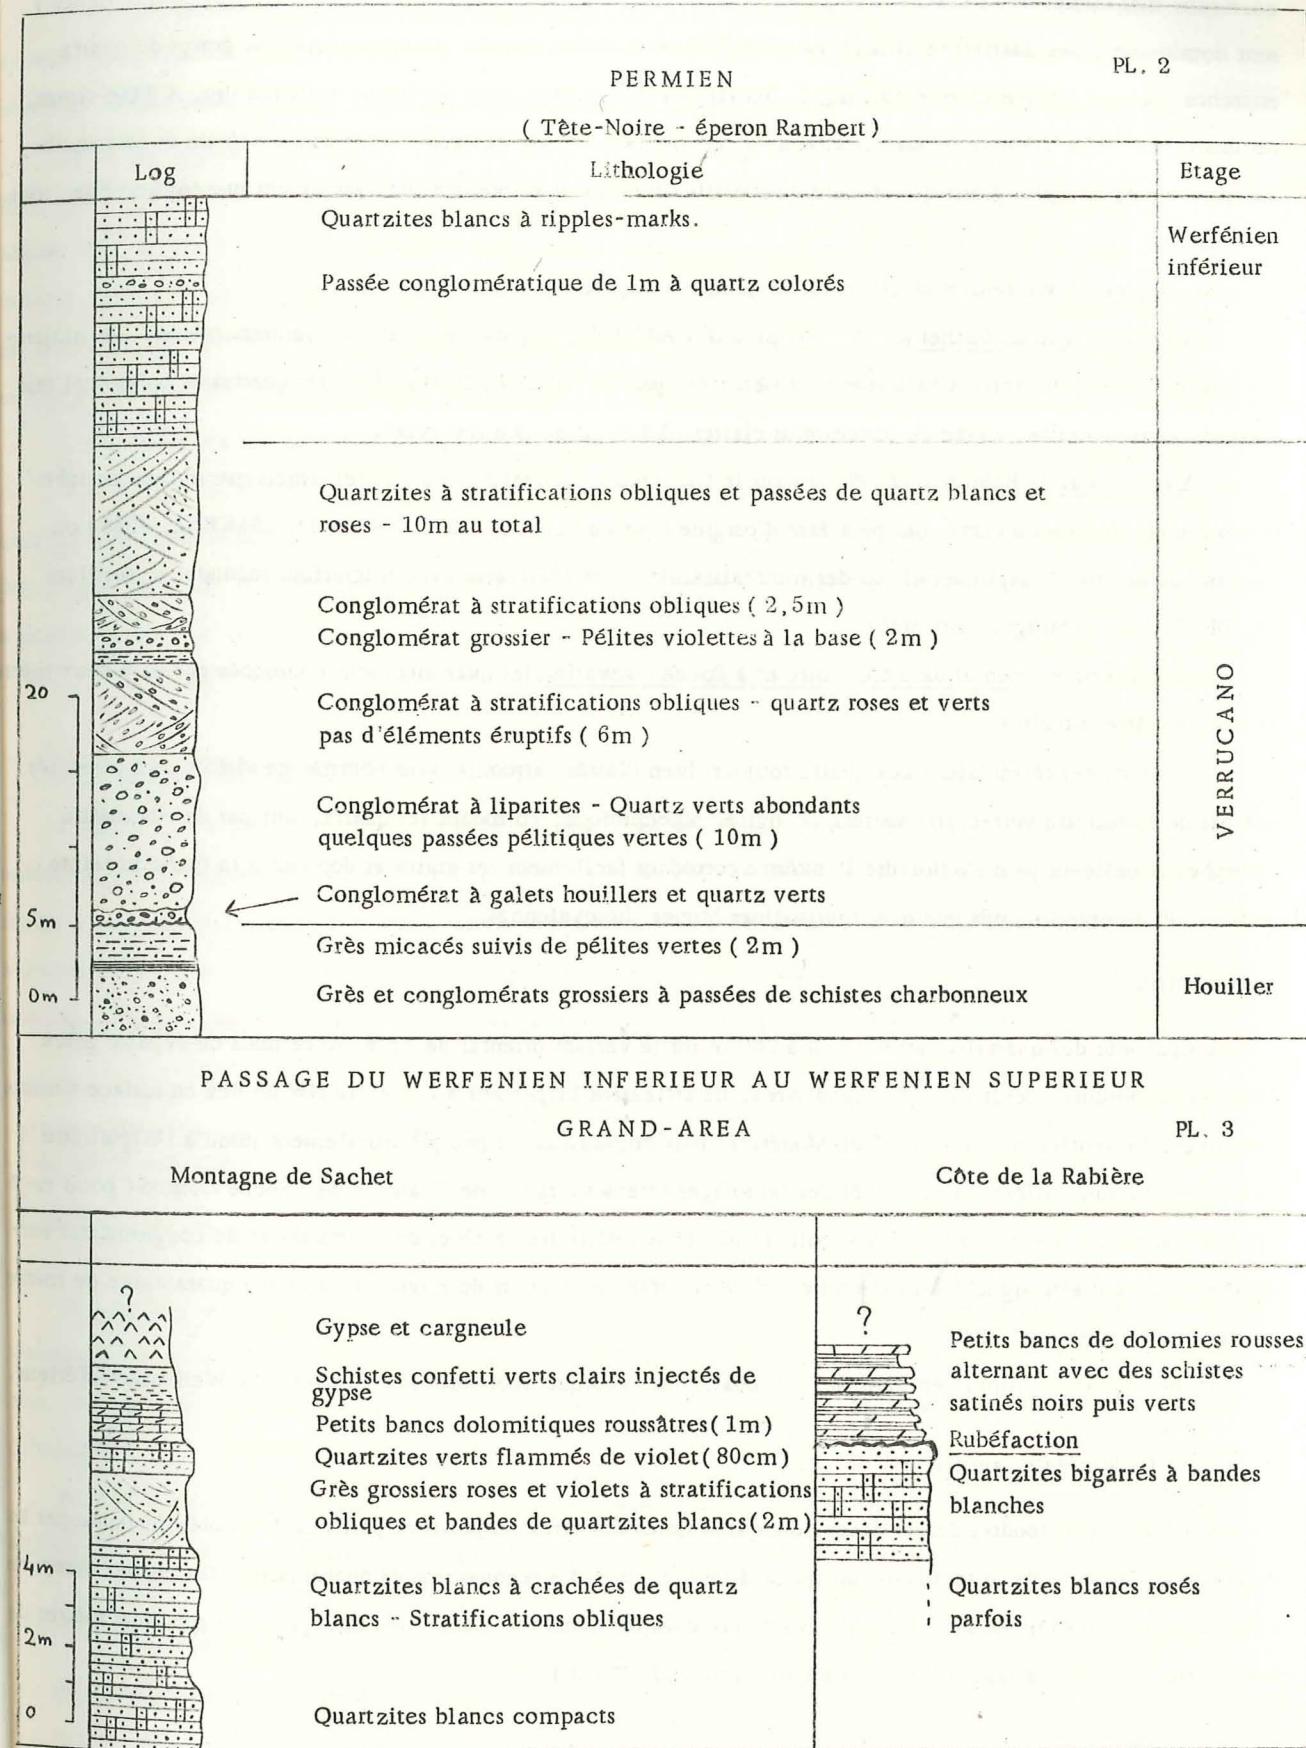 PL. 2
PERMIEN
( Tête-Noire - éperon Rambert )
Log
Lithologie
Etage
Quartzites blancs à ripples-marks.
Werfénien
inférieur
Passée conglomératique de 1m à quartz colorés
Quartzites à stratifications obliques et passées de quartz blancs et
roses - 10m au total
Conglomérat à stratifications obliques ( 2,5m )
Conglomérat grossier - Pélites violettes à la base ( 2m )
20
Conglomérat à stratifications obliques - quartz roses et verts
pas d'éléments éruptifs ( 6m )
VERRUCANO
Conglomérat à liparites - Quartz verts abondants
quelques passées pélitiques vertes ( 10m )
Conglomérat à galets houillers et quartz verts
5m
Grès micacés suivis de pélites vertes ( 2m )
0m
Grès et conglomérats grossiers à passées de schistes charbonneux
Houiller
PASSAGE DU WERFENIEN INFERIEUR AU WERFENIEN SUPERIEUR
GRAND-AREA
PL. 3
Montagne de Sachet
Côte de la Rabière
?
Gypse et cargneule
Schistes confetti verts clairs injectés de
gypse
Petits bancs dolomitiques roussâtres( 1m)
Quartzites verts flammés de violet( 80cm)
Grès grossiers roses et violets à stratifications
obliques et bandes de quartzites blancs( 2m)
4m
Quartzites blancs à crachées de quartz
blancs - Stratifications obliques
2m
0
Quartzites blancs compacts
?
Petits bancs de dolomies rousses
alternant avec des schistes
satinés noirs puis verts
Rubéfaction
Quartzites bigarrés à bandes
blanches
Quartzites blancs rosés
parfois